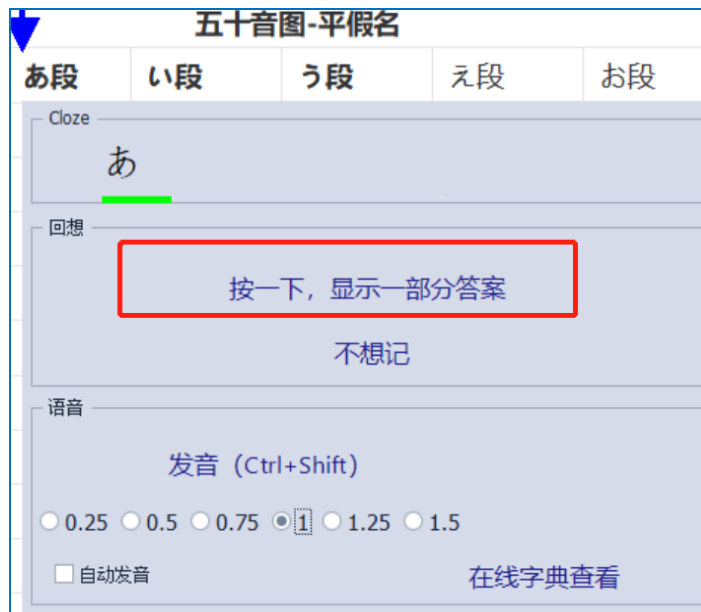 五十音图-平假名
あ段 い段 う段 え段 お段
Cloze
あ
回想
按一下，显示一部分答案
不想记
语音
发音（Ctrl+Shift）
0.25 0.5 0.75 1 1.25 1.5
自动发音 在线字典查看